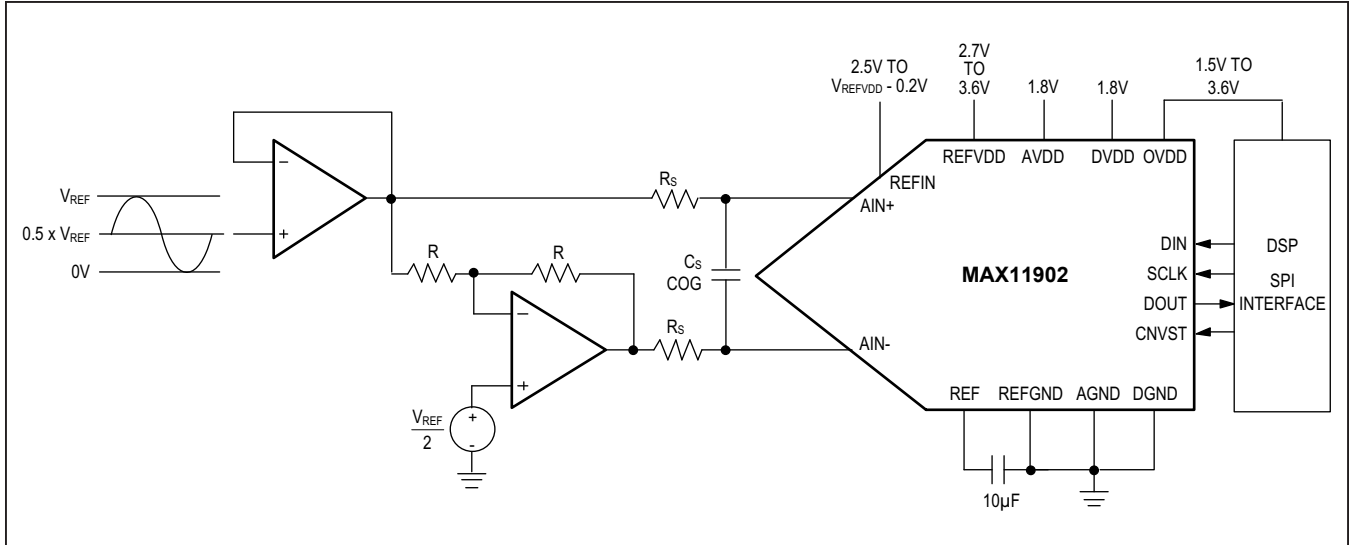 2.5V TO
VREFVDD - 0.2V
2.7V
TO
3.6V
1.8V
1.8V
1.5V TO
3.6V
REFVDD
AVDD
DVDD
OVDD
REFIN
AIN+
AIN-
MAX11902
DIN
SCLK
DOUT
CNVST
DSP
SPI
INTERFACE
REF
REFGND
AGND
DGND
10µF
VREF
0.5 x VREF
0V
-
+
RS
R
R
CS
COG
-
+
RS
VREF
2
+
-